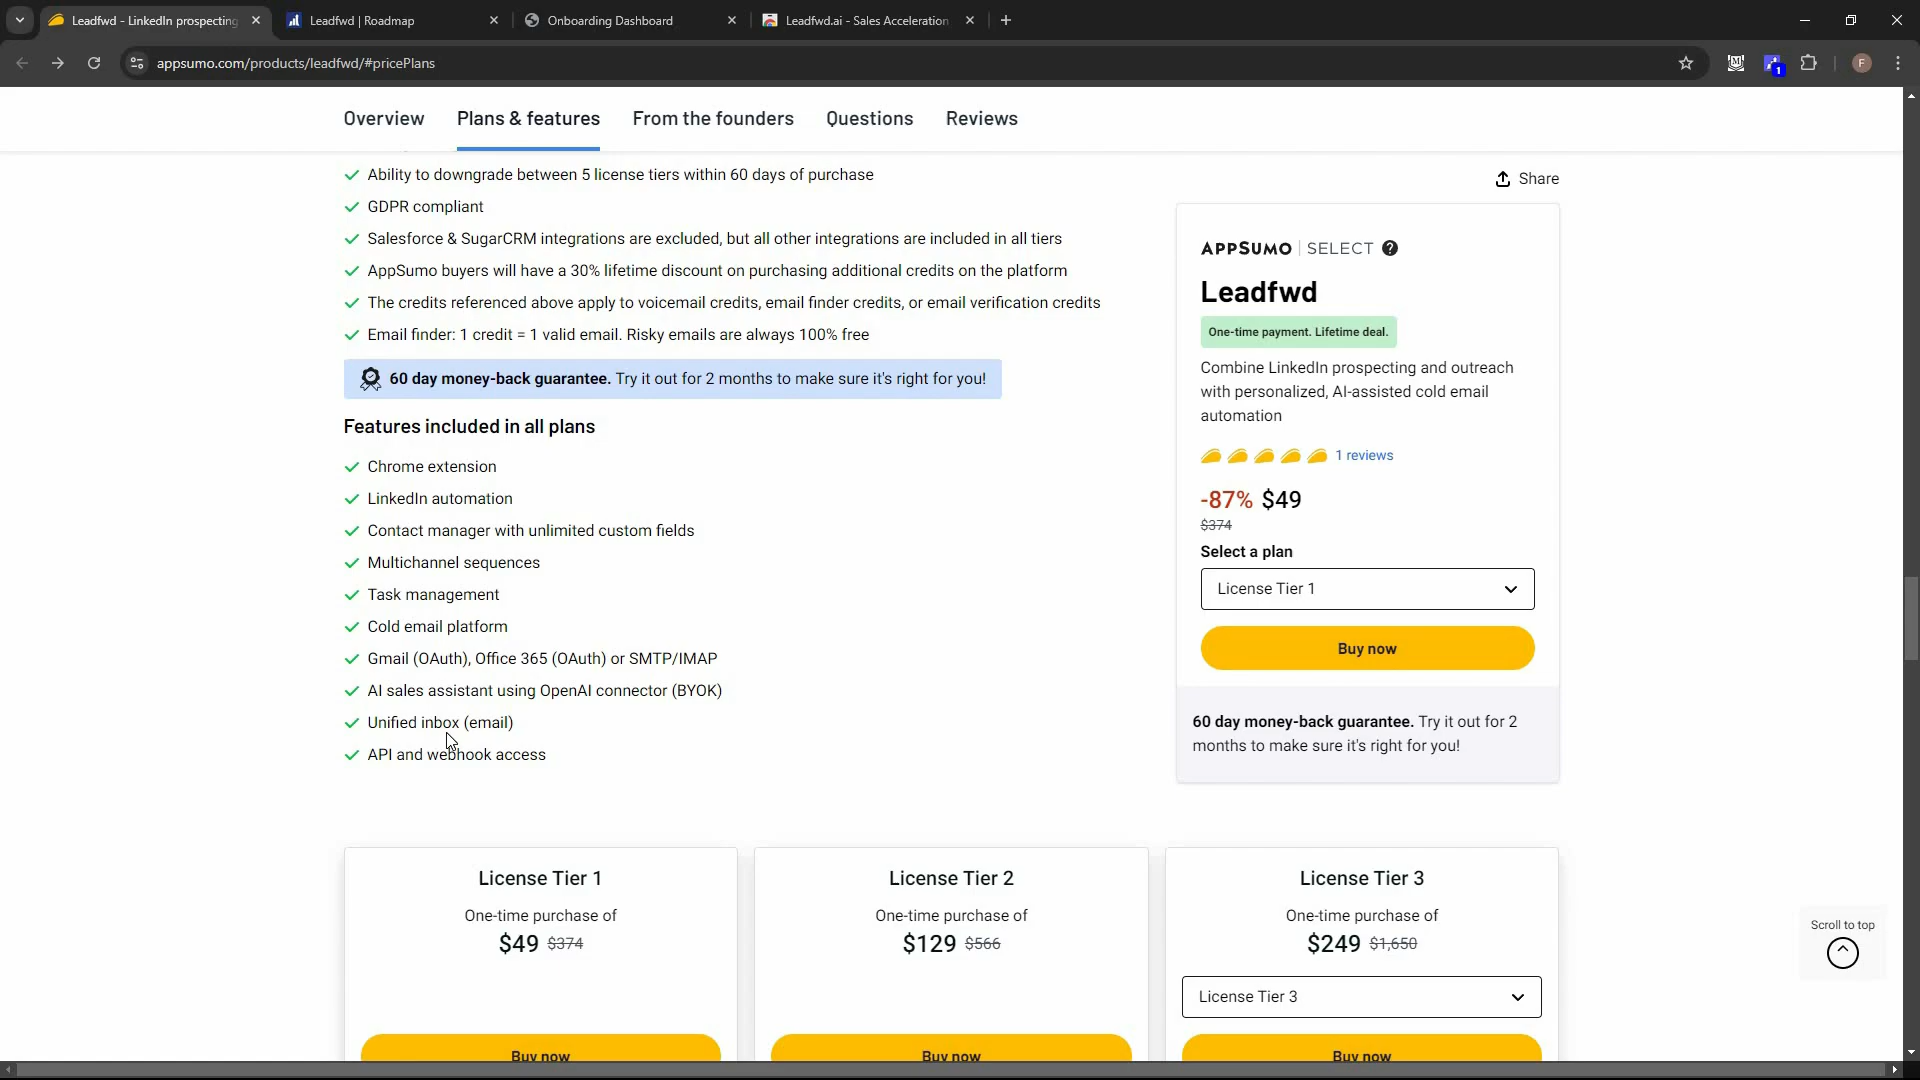 Leadfwd - LinkedIn prospecting
Leadfwd | Roadmap
Onboarding Dashboard
Leadfwd.ai - Sales Acceleration
appsumo.com/products/leadfwd/#pricePlans
1
F
Overview
Plans & features
From the founders
Questions
Reviews
Ability to downgrade between 5 license tiers within 60 days of purchase
GDPR compliant
Salesforce & SugarCRM integrations are excluded, but all other integrations are included in all tiers
AppSumo buyers will have a 30% lifetime discount on purchasing additional credits on the platform
The credits referenced above apply to voicemail credits, email finder credits, or email verification credits
Email finder: 1 credit = 1 valid email. Risky emails are always 100% free
60 day money-back guarantee. Try it out for 2 months to make sure it's right for you!
Features included in all plans
Chrome extension
LinkedIn automation
Contact manager with unlimited custom fields
Multichannel sequences
Task management
Cold email platform
Gmail (OAuth), Office 365 (OAuth) or SMTP/IMAP
AI sales assistant using OpenAI connector (BYOK)
Unified inbox (email)
API and webhook access
Share
APPSUMO | SELECT ?
Leadfwd
One-time payment. Lifetime deal.
Combine LinkedIn prospecting and outreach
with personalized, AI-assisted cold email
automation
1 reviews
-87% $49
$374
Select a plan
License Tier 1
Buy now
60 day money-back guarantee. Try it out for 2
months to make sure it's right for you!
License Tier 1
One-time purchase of
$49 $374
Buy now
License Tier 2
One-time purchase of
$129 $566
Buy now
License Tier 3
One-time purchase of
$249 $1,650
License Tier 3
Buy now
Scroll to top